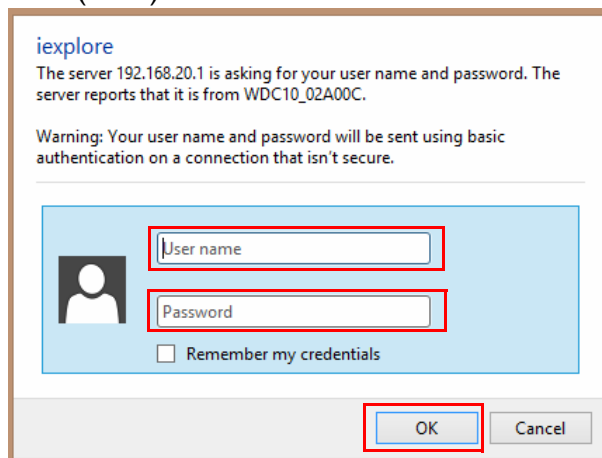 iexplore
The server 192.168.20.1 is asking for your user name and password. The
server reports that it is from WDC10_02A00C.
Warning: Your user name and password will be sent using basic
authentication on a connection that isn't secure.
User name
Password
Remember my credentials
OK Cancel